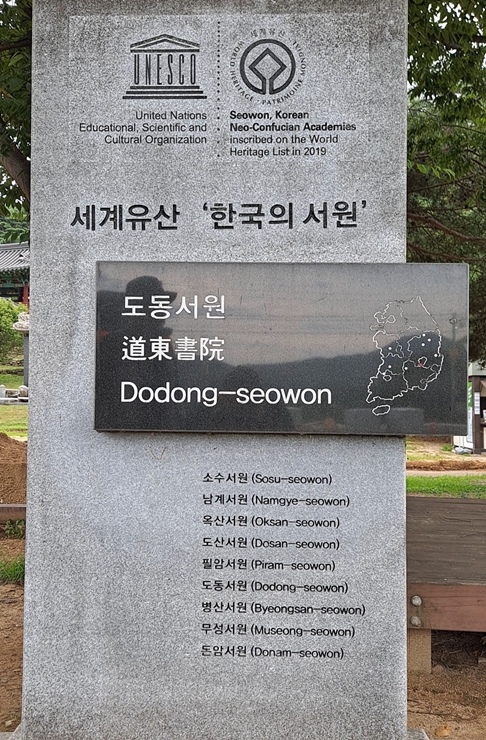 UNESCO
세계유산
WORLD HERITAGE · PATRIMOINE MONDIAL
United Nations
Educational, Scientific and
Cultural Organization
Seowon, Korean
Neo-Confucian Academies
inscribed on the World
Heritage List in 2019
세계유산 ‘한국의 서원’
도동서원
道東書院
Dodong-seowon
소수서원 (Sosu-seowon)
남계서원 (Namgye-seowon)
옥산서원 (Oksan-seowon)
도산서원 (Dosan-seowon)
필암서원 (Piram-seowon)
도동서원 (Dodong-seowon)
병산서원 (Byeongsan-seowon)
무성서원 (Museong-seowon)
돈암서원 (Donam-seowon)